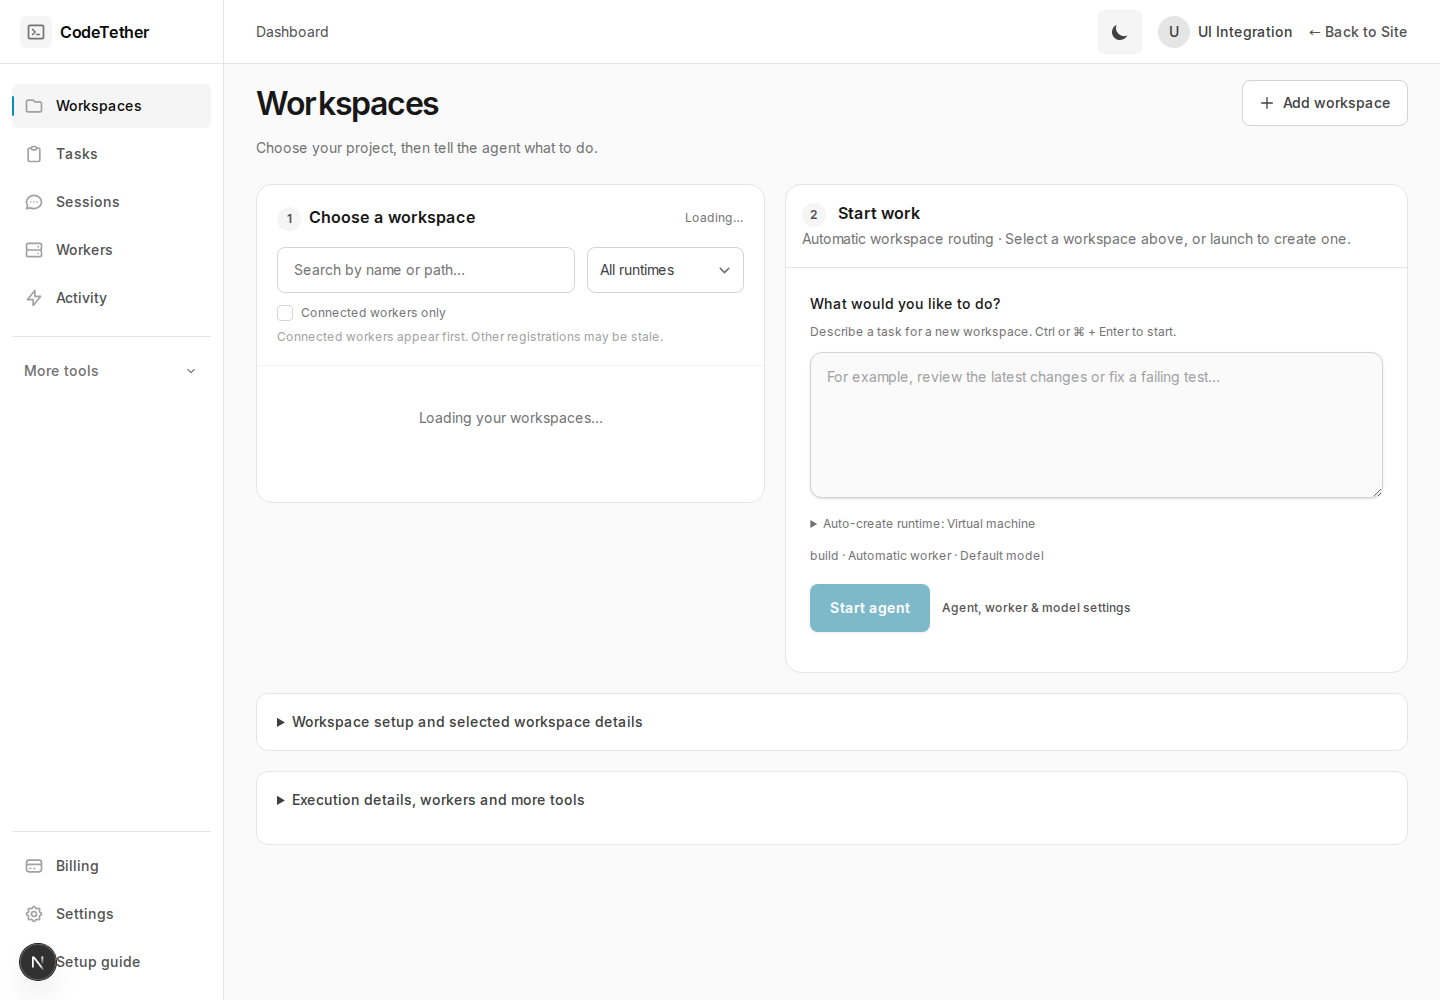 CodeTether
Dashboard
U
UI Integration
← Back to Site
Workspaces
Tasks
Sessions
Workers
Activity
More tools
Billing
Settings
N
Setup guide
Workspaces
Choose your project, then tell the agent what to do.
+ Add workspace
1
Choose a workspace
Loading...
Search by name or path...
All runtimes
Connected workers only
Connected workers appear first. Other registrations may be stale.
Loading your workspaces...
2
Start work
Automatic workspace routing · Select a workspace above, or launch to create one.
What would you like to do?
Describe a task for a new workspace. Ctrl or ⌘ + Enter to start.
For example, review the latest changes or fix a failing test...
▶ Auto-create runtime: Virtual machine
build · Automatic worker · Default model
Start agent
Agent, worker & model settings
▶ Workspace setup and selected workspace details
▶ Execution details, workers and more tools